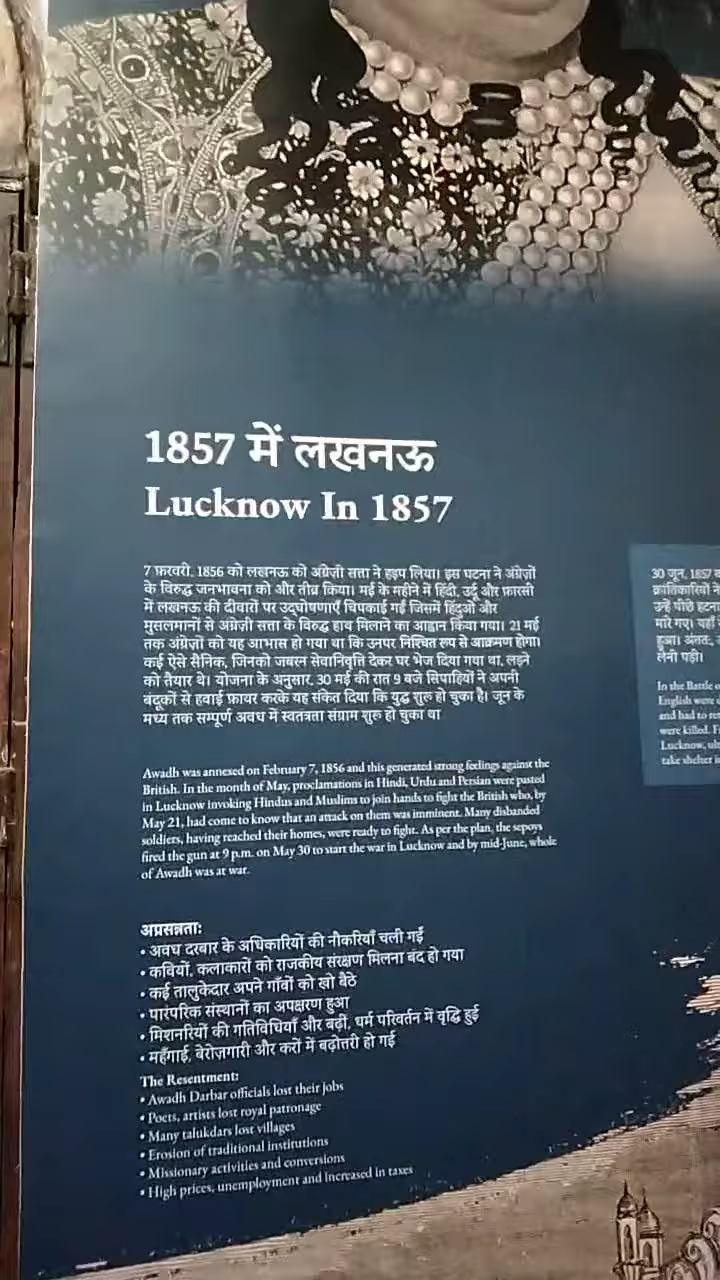 1857 में लखनऊ
Lucknow In 1857
7 फ़रवरी, 1856 को लखनऊ को अंग्रेज़ी सत्ता ने हड़प लिया। इस घटना ने अंग्रेज़ों
के विरुद्ध जनभावना को और तीव्र किया। मई के महीने में हिंदी, उर्दू और फ़ारसी
में लखनऊ की दीवारों पर उद्घोषणाएँ चिपकाई गईं जिसमें हिंदुओं और
मुसलमानों से अंग्रेज़ी सत्ता के विरुद्ध हाथ मिलाने का आह्वान किया गया। 21 मई
तक अंग्रेज़ों को यह आभास हो गया था कि उनपर निश्चित रूप से आक्रमण होगा।
कई ऐसे सैनिक, जिनको जबरन सेवानिवृति देकर घर भेज दिया गया था, लड़ने
को तैयार थे। योजना के अनुसार, 30 मई की रात 9 बजे सिपाहियों ने अपनी
बंदूकों से हवाई फ़ायर करके यह संकेत दिया कि युद्ध शुरू हो चुका है। जून के
मध्य तक सम्पूर्ण अवध में स्वतंत्रता संग्राम शुरू हो चुका था
Awadh was annexed on February 7, 1856 and this generated strong feelings against the
British. In the month of May, proclamations in Hindi, Urdu and Persian were pasted
in Lucknow invoking Hindus and Muslims to join hands to fight the British who, by
May 21, had come to know that an attack on them was imminent. Many disbanded
soldiers, having reached their homes, were ready to fight. As per the plan, the sepoys
fired the gun at 9 p.m. on May 30 to start the war in Lucknow and by mid-June, whole
of Awadh was at war.
अप्रसन्नता:
• अवध दरबार के अधिकारियों की नौकरियाँ चली गईं
• कवियों, कलाकारों को राजकीय संरक्षण मिलना बंद हो गया
• कई तालुकेदार अपने गाँवों को खो बैठे
• पारंपरिक संस्थानों का अपक्षरण हुआ
• मिशनरियों की गतिविधियाँ और बढ़ीं, धर्म परिवर्तन में वृद्धि हुई
• महँगाई, बेरोज़गारी और करों में बढ़ोत्तरी हो गई
The Resentment:
• Awadh Darbar officials lost their jobs
• Poets, artists lost royal patronage
• Many talukdars lost villages
• Erosion of traditional institutions
• Missionary activities and conversions
• High prices, unemployment and increased in taxes
30 जून, 1857
क्रांतिकारियों ने
उन्हें पीछे हटना
मारे गए। यहाँ
हुआ। अंततः,
लेनी पड़ी।
In the Battle
English were
and had to
were killed.
Lucknow,
take shelter